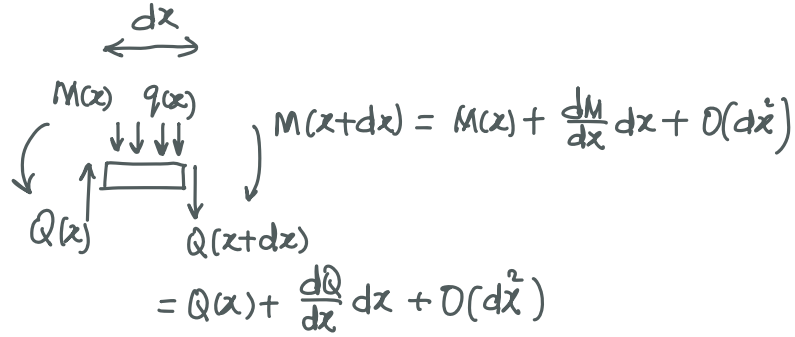 dx
M(x) q(x)
M(x+dx) = M(x) + dM/dx dx + O(dx²)
Q(x)
Q(x+dx)
= Q(x) + dQ/dx dx + O(dx²)